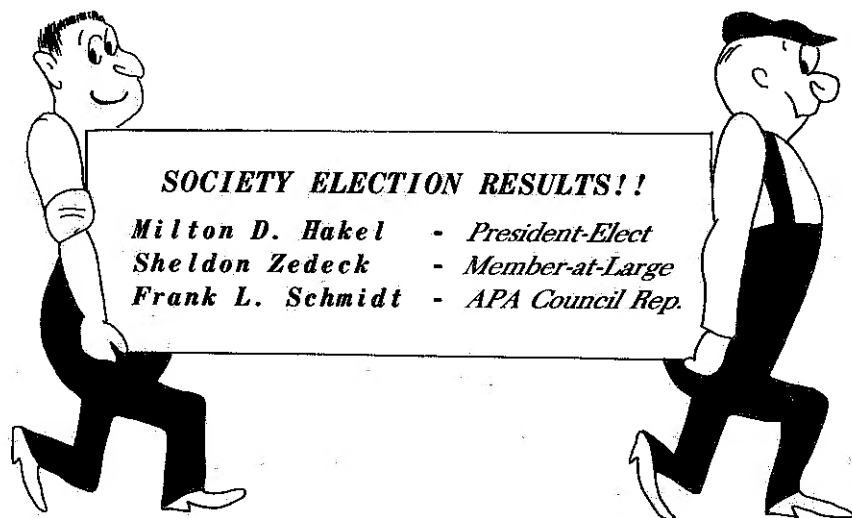 SOCIETY ELECTION RESULTS!!
Milton D. Hakel - President-Elect
Sheldon Zedeck - Member-at-Large
Frank L. Schmidt - APA Council Rep.